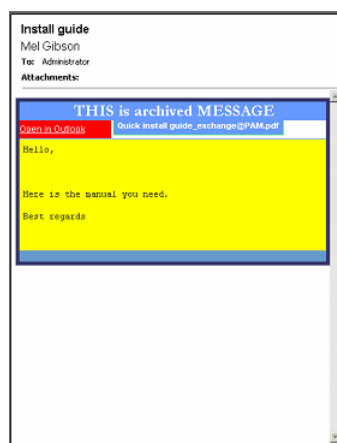 Install guide
Mel Gibson
To: Administrator
Attachments:
THIS is archived MESSAGE
Open in Outlook
Quick install guide_exchange@PAM.pdf
Hello,
Here is the manual you need.
Best regards